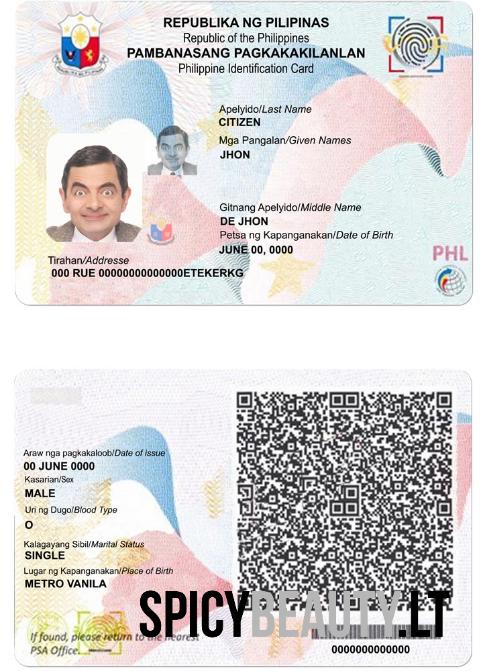 REPUBLIKA NG PILIPINAS
Republic of the Philippines
PAMBANASANG PAGKAKAKILANLAN
Philippine Identification Card
Apelyido/Last Name
CITIZEN
Mga Pangalan/Given Names
JHON
Gitnang Apelyido/Middle Name
DE JHON
Petsa ng Kapanganakan/Date of Birth
JUNE 00, 0000
Tirahan/Addresse
000 RUE 00000000000000ETEKERKG
PHL
Araw nga pagkakaloob/Date of issue
00 JUNE 0000
Kasarian/Sex
MALE
Uri ng Dugo/Blood Type
O
Kalagayang Sibil/Marital Status
SINGLE
Lugar ng Kapanganakan/Place of Birth
METRO VANILA
SPICYBEAUTY.LT
If found, please return to the nearest
PSA Office.
0000000000000